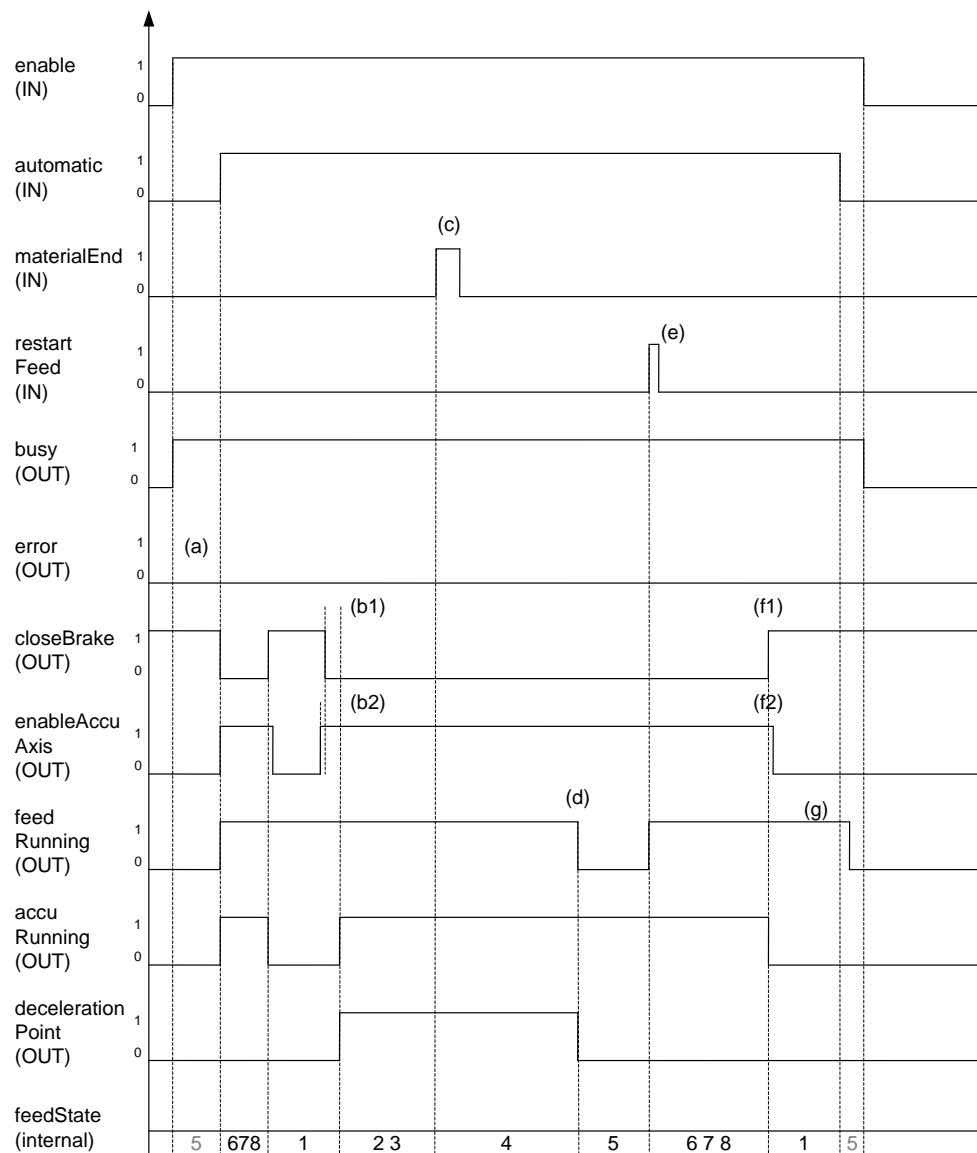 enable
(IN)
1
0
automatic
(IN)
1
0
materialEnd
(IN)
1
0
(c)
restart
Feed
(IN)
1
0
(e)
busy
(OUT)
1
0
error
(OUT)
1
0
(a)
closeBrake
(OUT)
1
0
(b1)
(f1)
enableAccu
Axis
(OUT)
1
0
(b2)
(f2)
feed
Running
(OUT)
1
0
(d)
(g)
accu
Running
(OUT)
1
0
deceleration
Point
(OUT)
1
0
feedState
(internal)
5 678 1 2 3 4 5 6 7 8 1 5